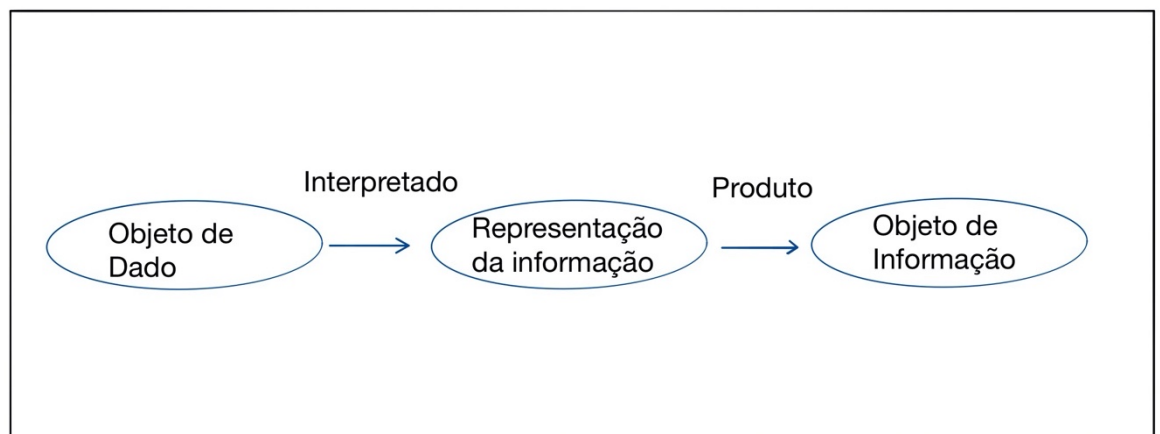 Interpretado
Produto
Objeto de
Dado
Representação
da informação
Objeto de
Informação